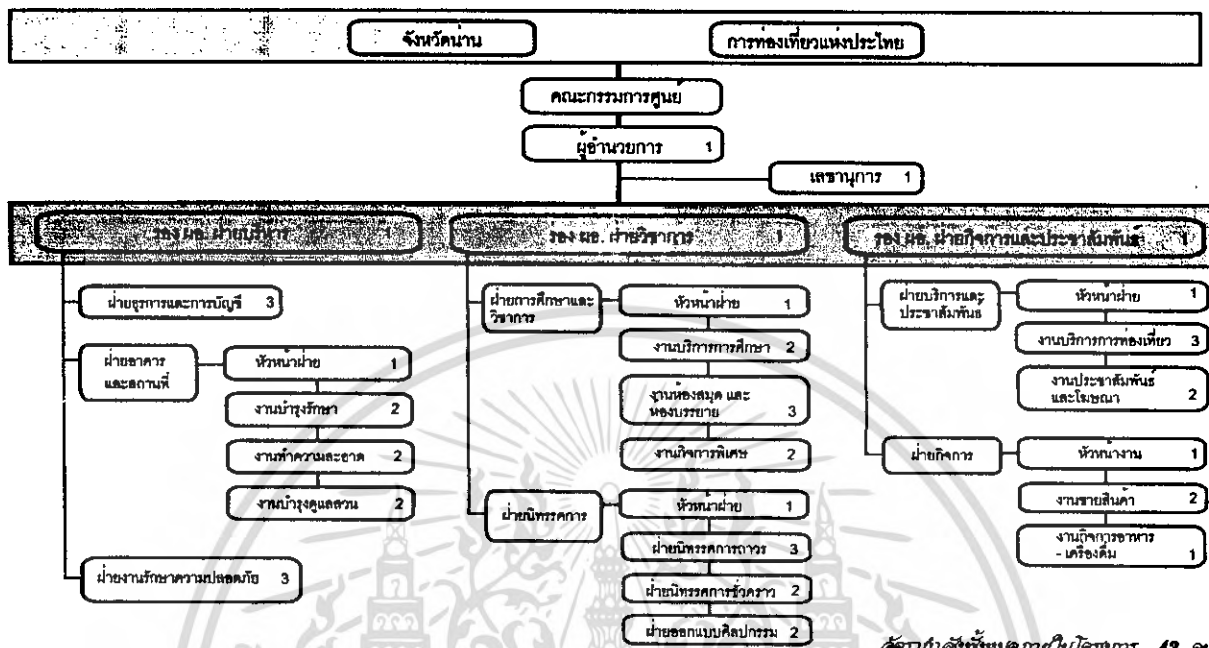 จังหวัดน่าน
การท่องเที่ยวแห่งประไทย
คณะกรรมการศูนย์
ผู้อำนวยการ 1
เลขานุการ 1
รอง ผอ. ฝ่ายบริหาร 1
รอง ผอ. ฝ่ายวิชาการ 1
รอง ผอ. ฝ่ายกิจการและประชาสัมพันธ์ 1
ฝ่ายธุรการและการบัญชี 3
ฝ่ายอาคาร
และสถานที่
หัวหน้าฝ่าย 1
งานบำรุงรักษา 2
งานทำความสะอาด 2
งานบำรุงดูแลสวน 2
ฝ่ายงานรักษาความปลอดภัย 3
ฝ่ายการศึกษาและ
วิชาการ
หัวหน้าฝ่าย 1
งานบริการการศึกษา 2
งานห้องสมุด และ
ห้องบรรยาย 3
งานกิจการพิเศษ 2
ฝ่ายนิทรรศการ
หัวหน้าฝ่าย 1
ฝ่ายนิทรรศการถาวร 3
ฝ่ายนิทรรศการชั่วคราว 2
ฝ่ายออกแบบศิลปกรรม 2
ฝ่ายบริการและ
ประชาสัมพันธ์
หัวหน้าฝ่าย 1
งานบริการการท่องเที่ยว 3
งานประชาสัมพันธ์
และโฆษณา 2
ฝ่ายกิจการ
หัวหน้างาน 1
งานขายสินค้า 2
งานกิจการอาหาร
- เครื่องดื่ม 1